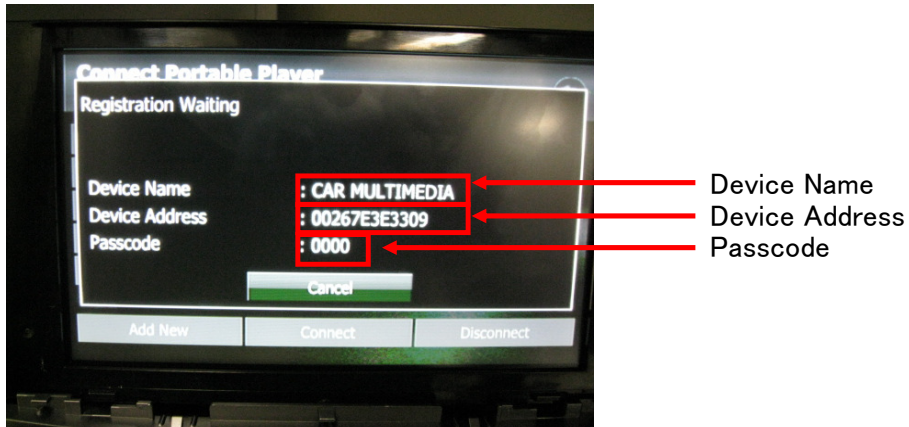 Connect Portable Player
Registration Waiting
Device Name : CAR MULTIMEDIA
Device Address : 00267E3E3309
Passcode : 0000
Cancel
Add New Connect Disconnect
Device Name
Device Address
Passcode